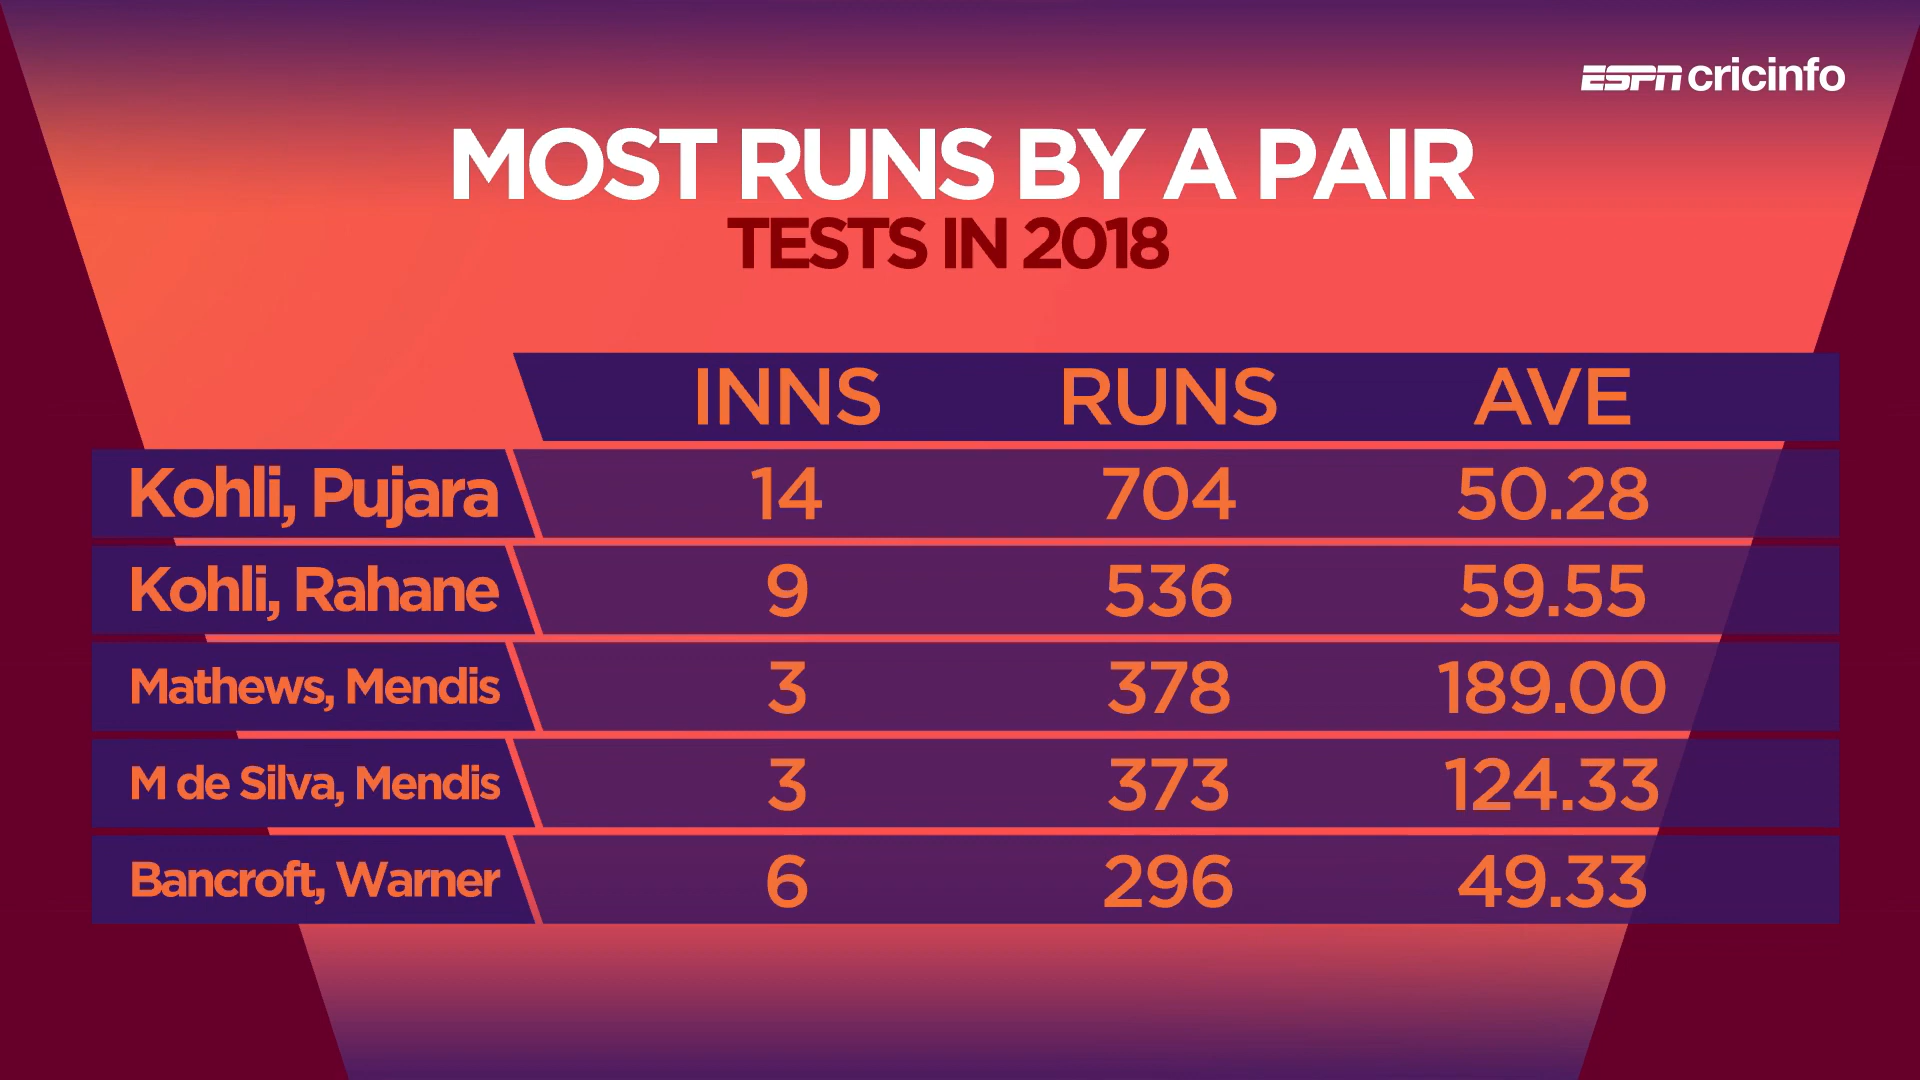 ESPN cricinfo
MOST RUNS BY A PAIR
TESTS IN 2018
INNS RUNS AVE
Kohli, Pujara 14 704 50.28
Kohli, Rahane 9 536 59.55
Mathews, Mendis 3 378 189.00
M de Silva, Mendis 3 373 124.33
Bancroft, Warner 6 296 49.33